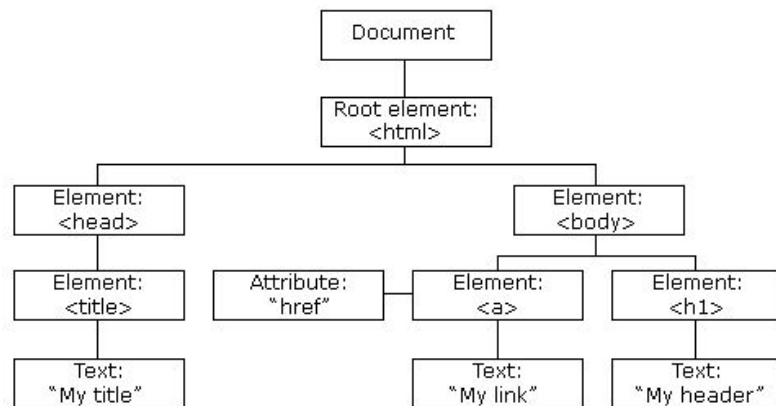 Document
Root element:
<html>
Element:
<head>
Element:
<body>
Element:
<title>
Attribute:
“href”
Element:
<a>
Element:
<h1>
Text:
“My title”
Text:
“My link”
Text:
“My header”